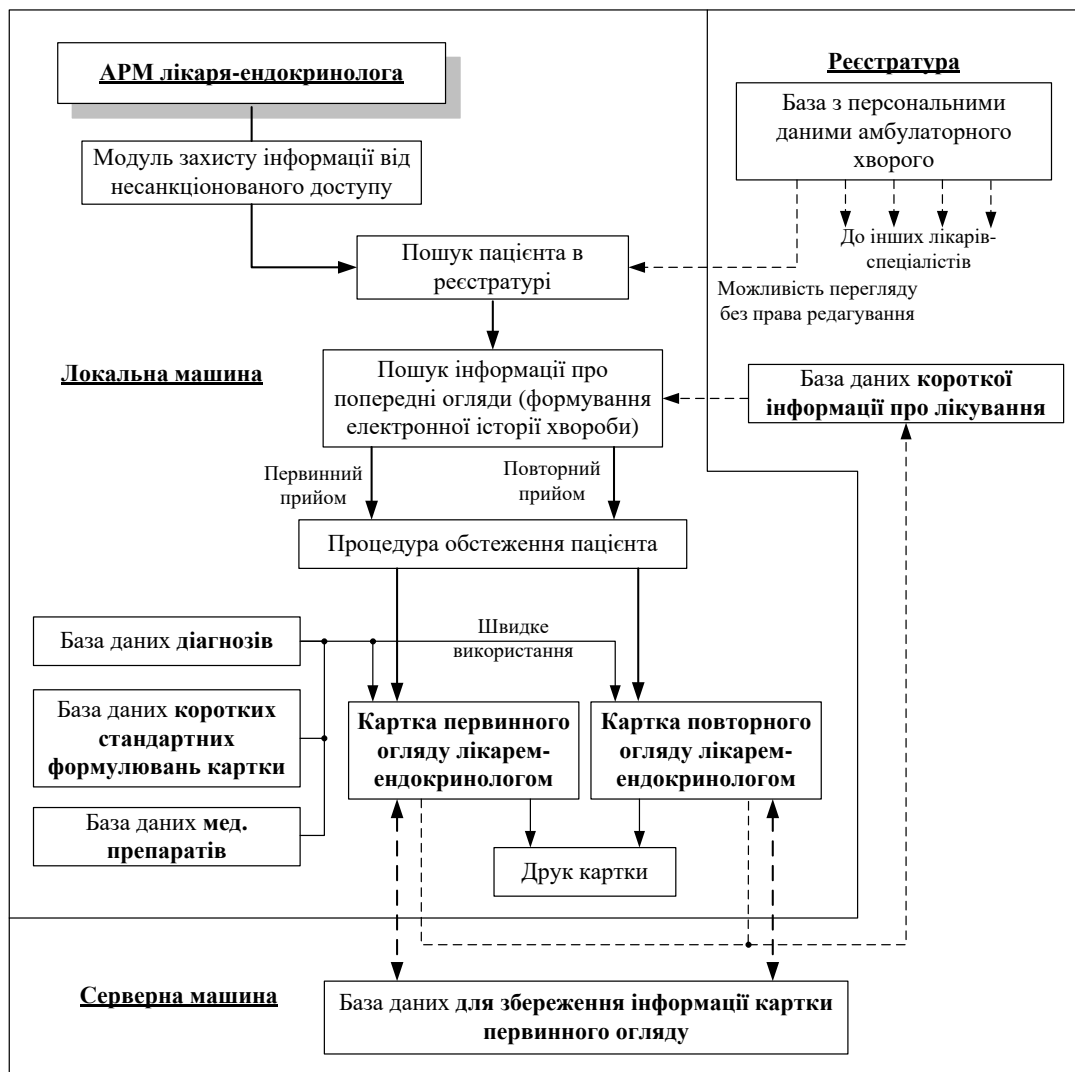 АРМ лікаря-ендокринолога
Реєстратура
База з персональними
даними амбулаторного
хворого
Модуль захисту інформації від
несанкціонованого доступу
До інших лікарів-
спеціалістів
Пошук пацієнта в
реєстратурі
Можливість перегляду
без права редагування
Локальна машина
Пошук інформації про
попередні огляди (формування
електронної історії хвороби)
База даних короткої
інформації про лікування
Первинний
прийом
Повторний
прийом
Процедура обстеження пацієнта
База даних діагнозів
Швидке
використання
База даних коротких
стандартних
формулювань картки
Картка первинного
огляду лікарем-
ендокринологом
Картка повторного
огляду лікарем-
ендокринологом
База даних мед.
препаратів
Друк картки
Серверна машина
База даних для збереження інформації картки
первинного огляду